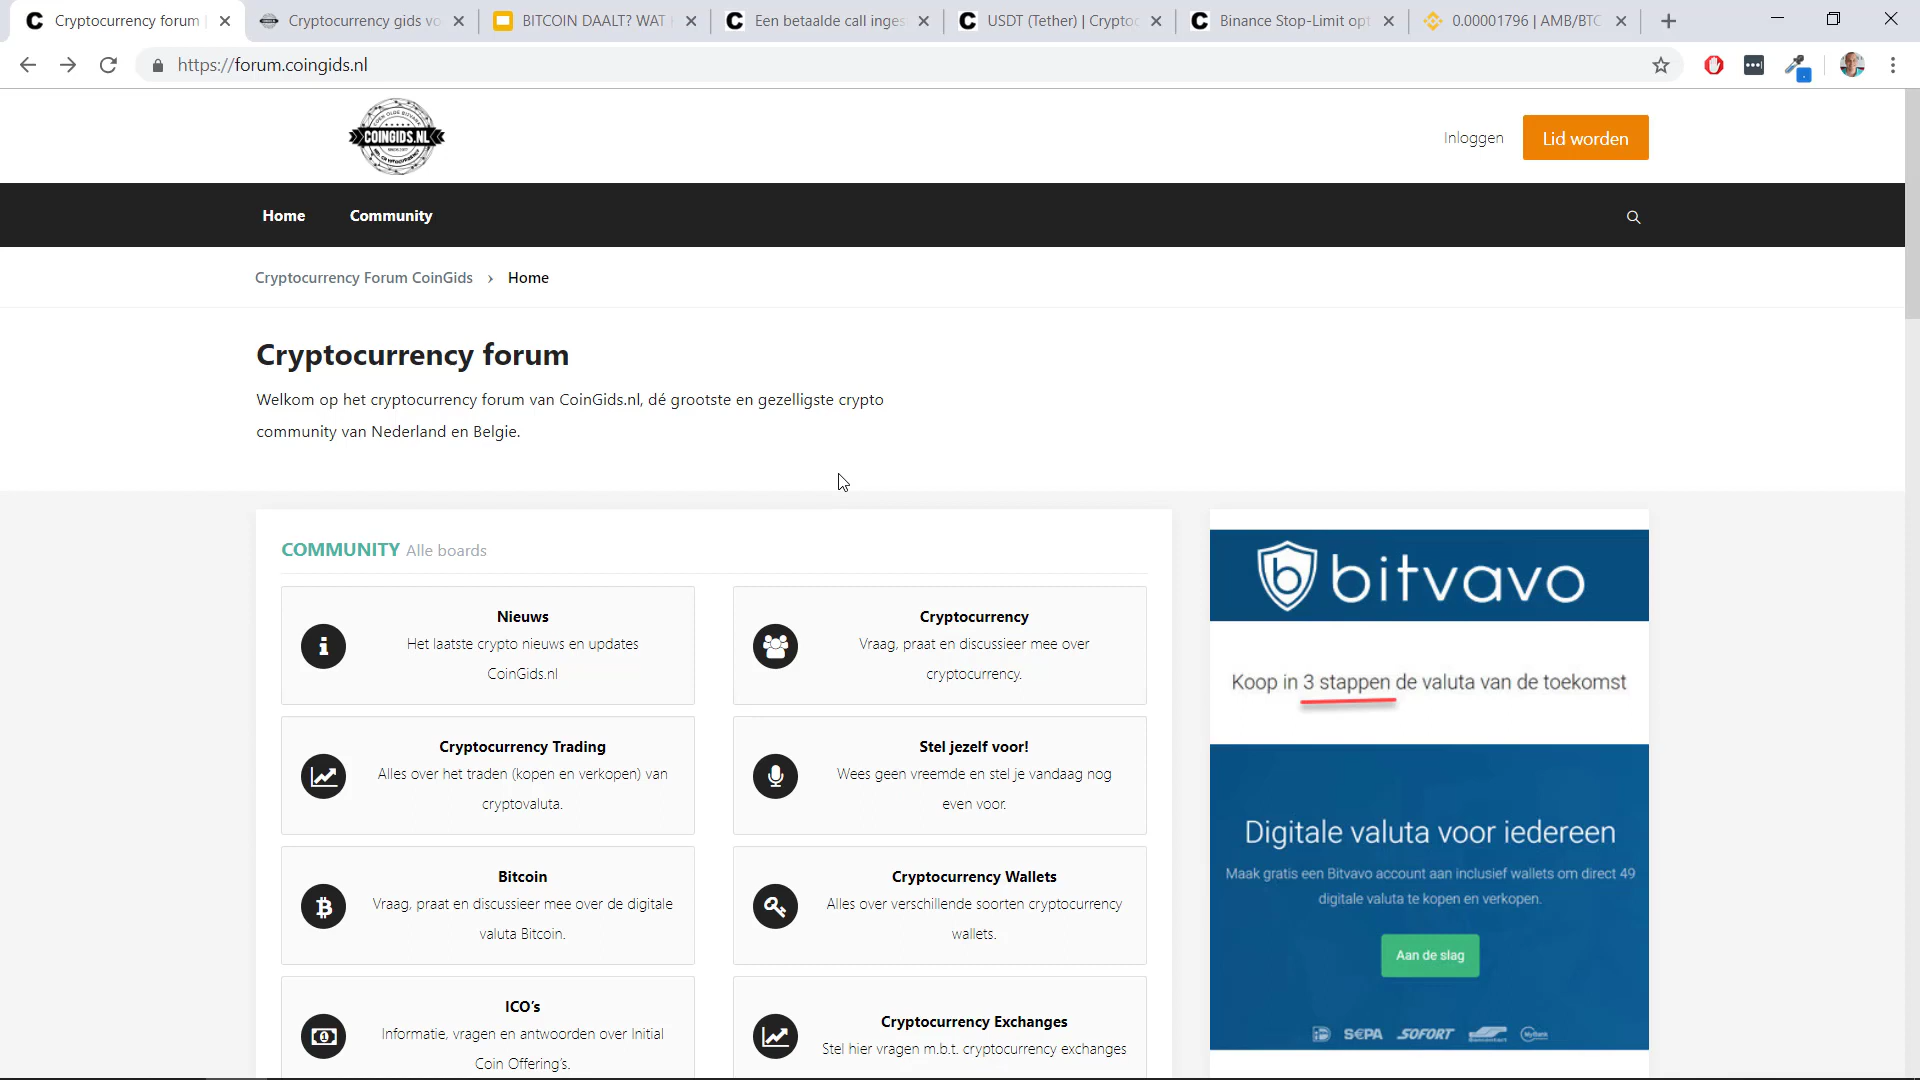 Cryptocurrency forum
Cryptocurrency gids vo
BITCOIN DAALT? WAT
Een betaalde call inges
USDT (Tether) | Crypto
Binance Stop-Limit opt
0.00001796 | AMB/BTC
https://forum.coingids.nl
COINGIDS.NL
Inloggen
Lid worden
Home
Community
Cryptocurrency Forum CoinGids › Home
Cryptocurrency forum
Welkom op het cryptocurrency forum van CoinGids.nl, dé grootste en gezelligste crypto
community van Nederland en Belgie.
COMMUNITY Alle boards
Nieuws
Het laatste crypto nieuws en updates
CoinGids.nl
Cryptocurrency
Vraag, praat en discussieer mee over
cryptocurrency.
Cryptocurrency Trading
Alles over het traden (kopen en verkopen) van
cryptovaluta.
Stel jezelf voor!
Wees geen vreemde en stel je vandaag nog
even voor.
Bitcoin
Vraag, praat en discussieer mee over de digitale
valuta Bitcoin.
Cryptocurrency Wallets
Alles over verschillende soorten cryptocurrency
wallets.
ICO's
Informatie, vragen en antwoorden over Initial
Coin Offering's.
Cryptocurrency Exchanges
Stel hier vragen m.b.t. cryptocurrency exchanges
bitvavo
Koop in 3 stappen de valuta van de toekomst
Digitale valuta voor iedereen
Maak gratis een Bitvavo account aan inclusief wallets om direct 49
digitale valuta te kopen en verkopen.
Aan de slag
SEPA SOFORT